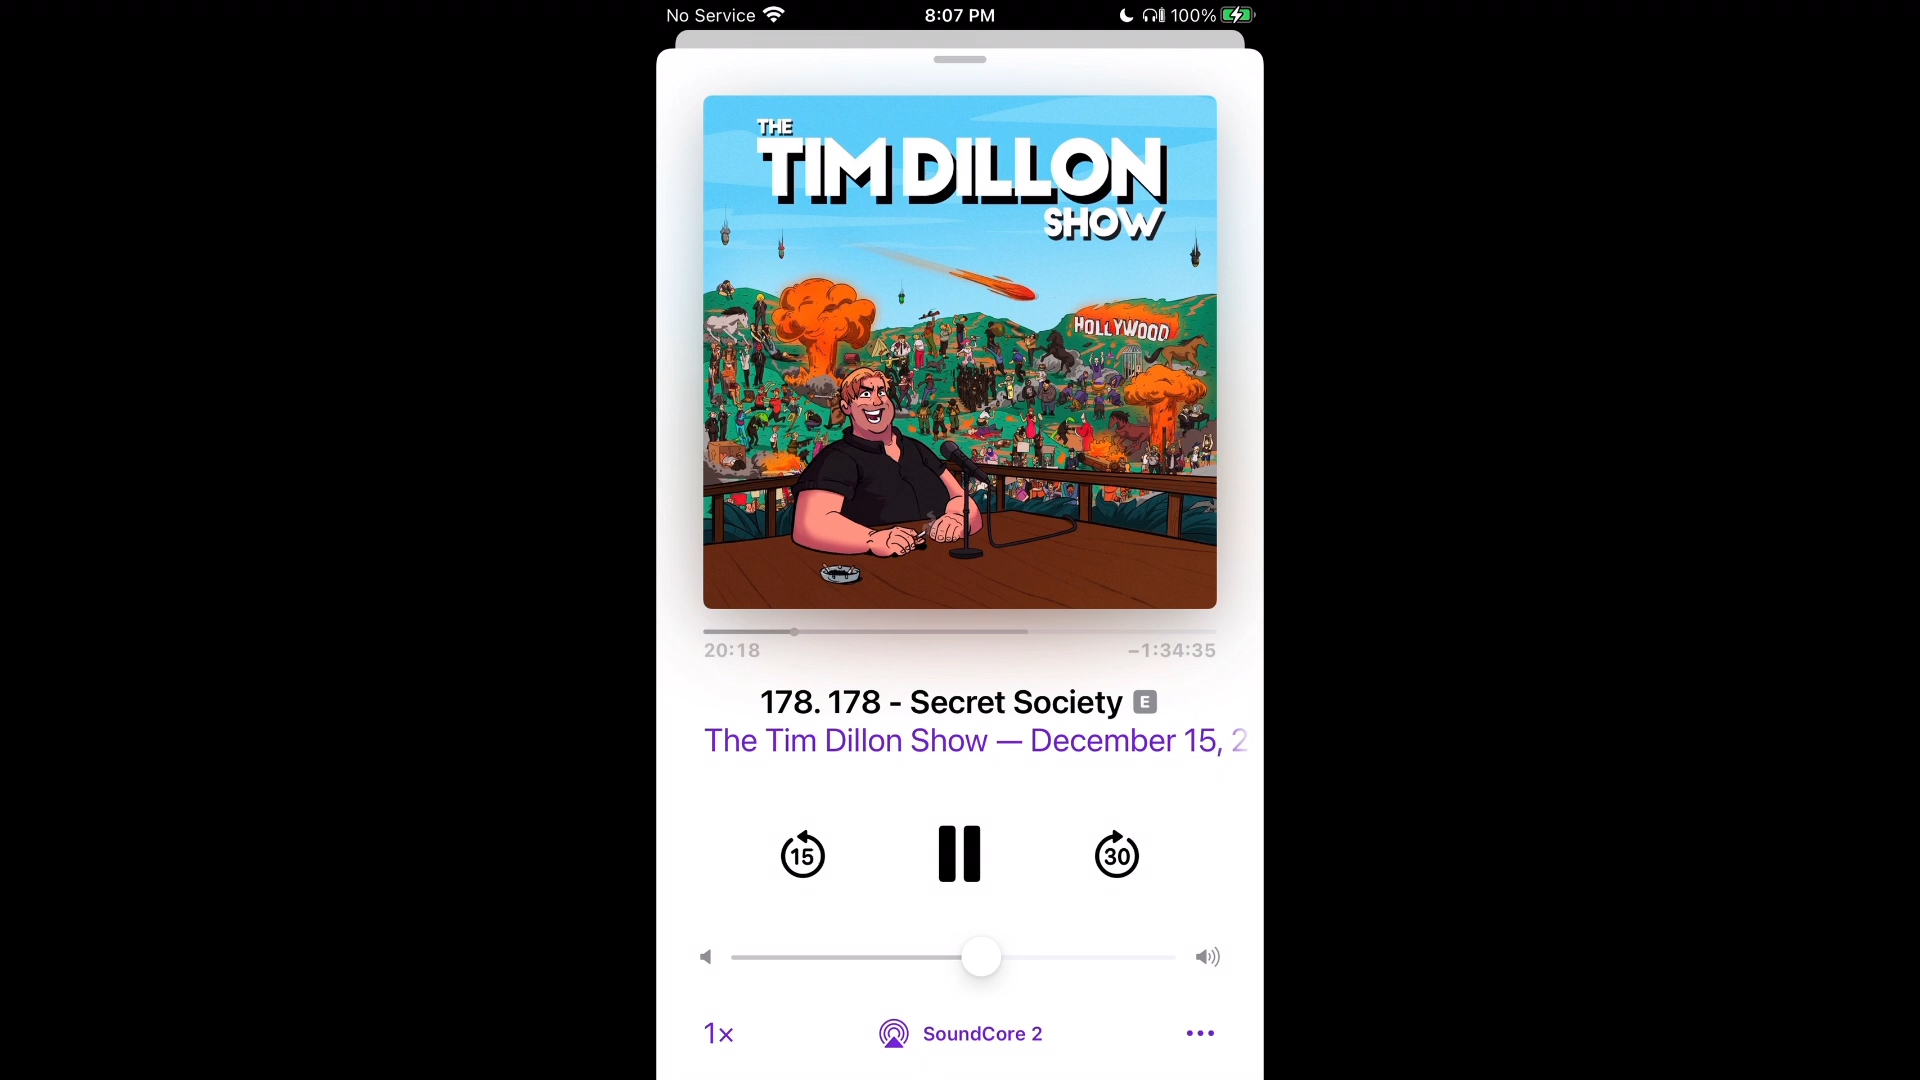 No Service 8:07 PM 100%
THE
TIM DILLON
SHOW
HOLLYWOOD
20:18 −1:34:35
178. 178 - Secret Society E
The Tim Dillon Show — December 15, 2
15 30
1× SoundCore 2